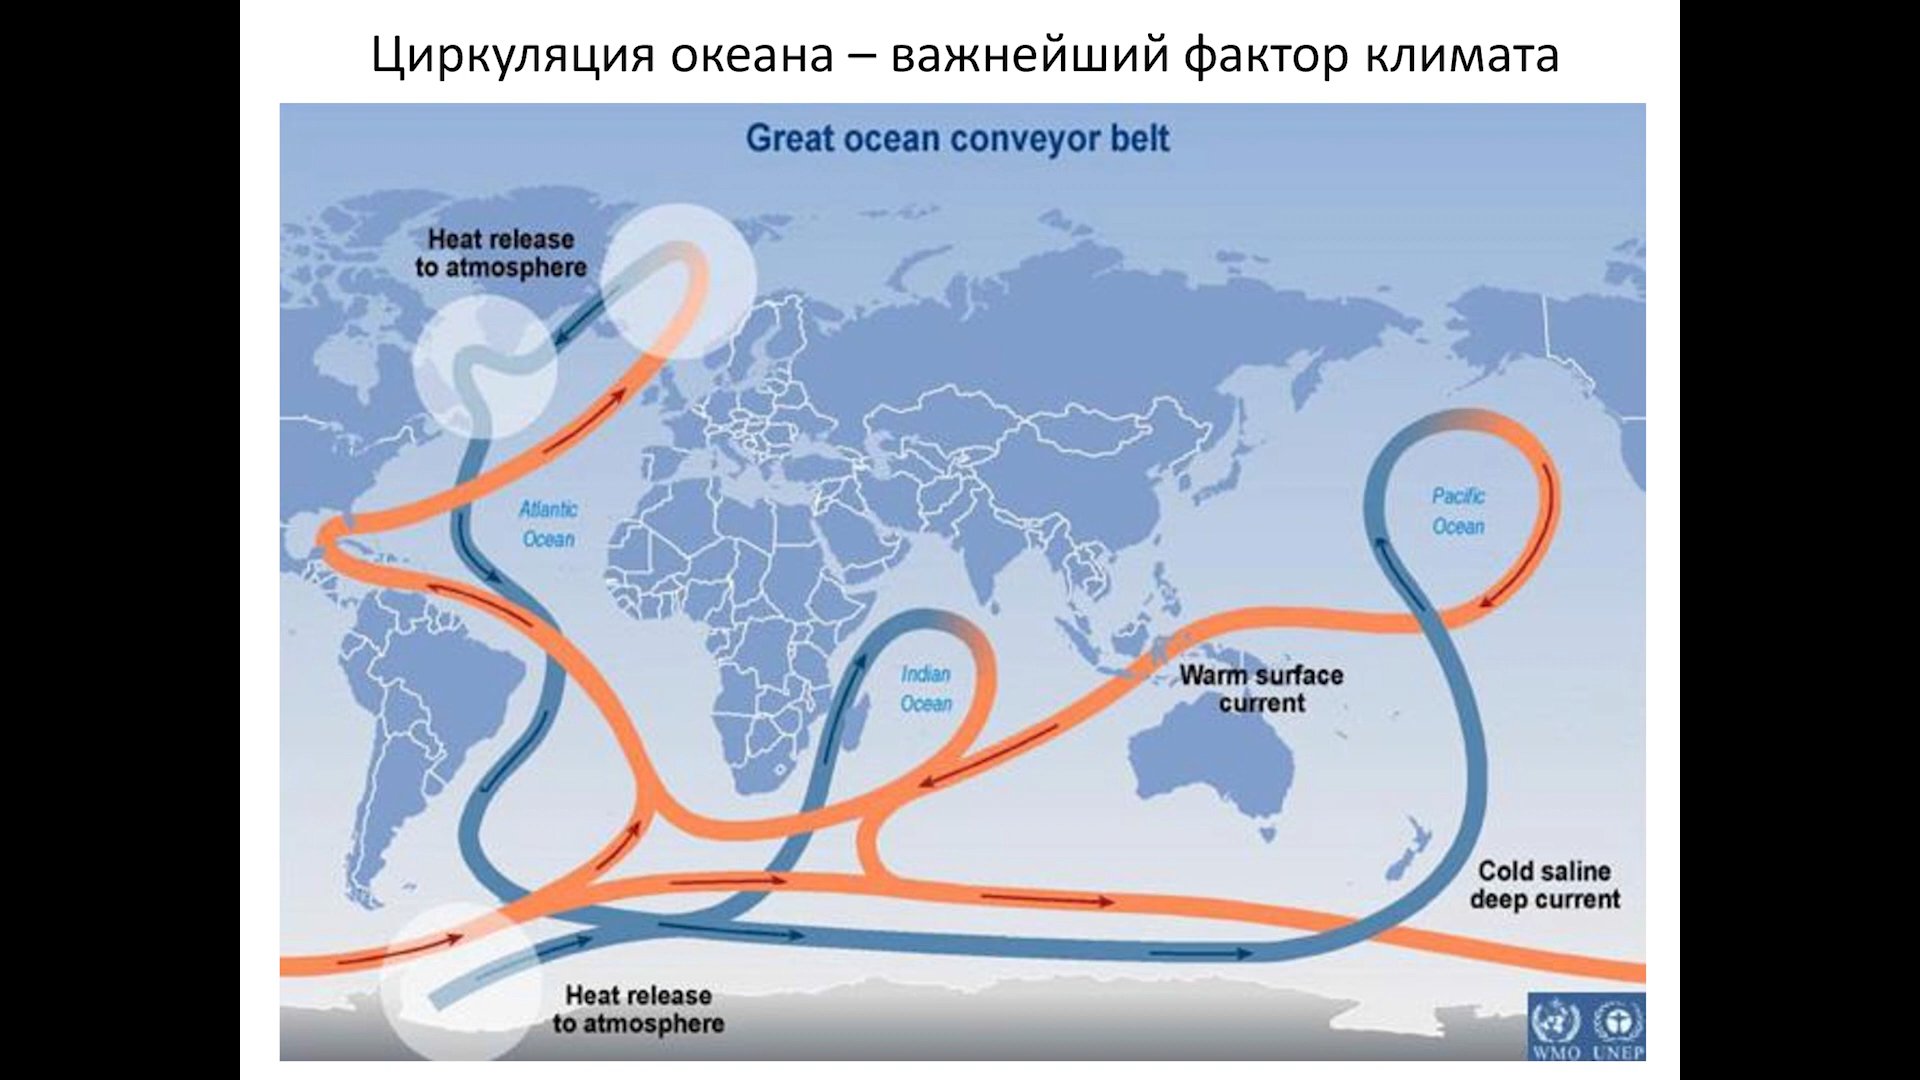 Циркуляция океана – важнейший фактор климата
Great ocean conveyor belt
Heat release
to atmosphere
Atlantic
Ocean
Pacific
Ocean
Indian
Ocean
Warm surface
current
Cold saline
deep current
Heat release
to atmosphere
WMO UNEP